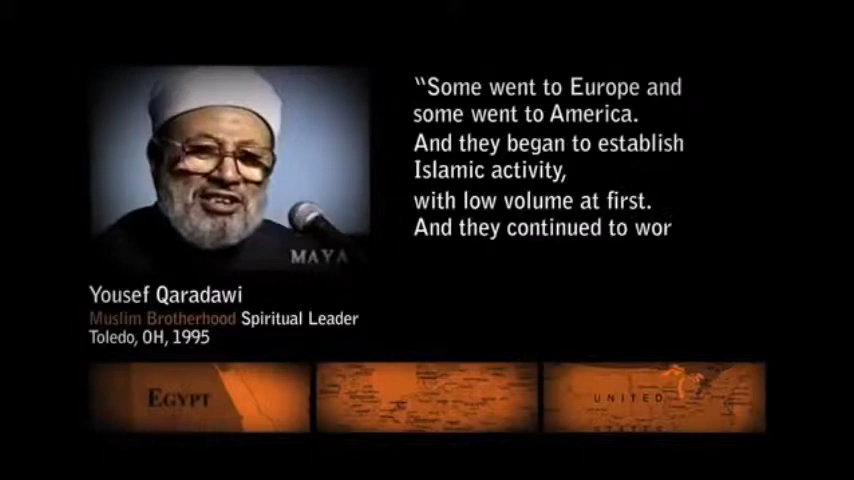 “Some went to Europe and
some went to America.
And they began to establish
Islamic activity,
with low volume at first.
And they continued to wor
MAYA
Yousef Qaradawi
Muslim Brotherhood Spiritual Leader
Toledo, OH, 1995
EGYPT
UNITED
STATES